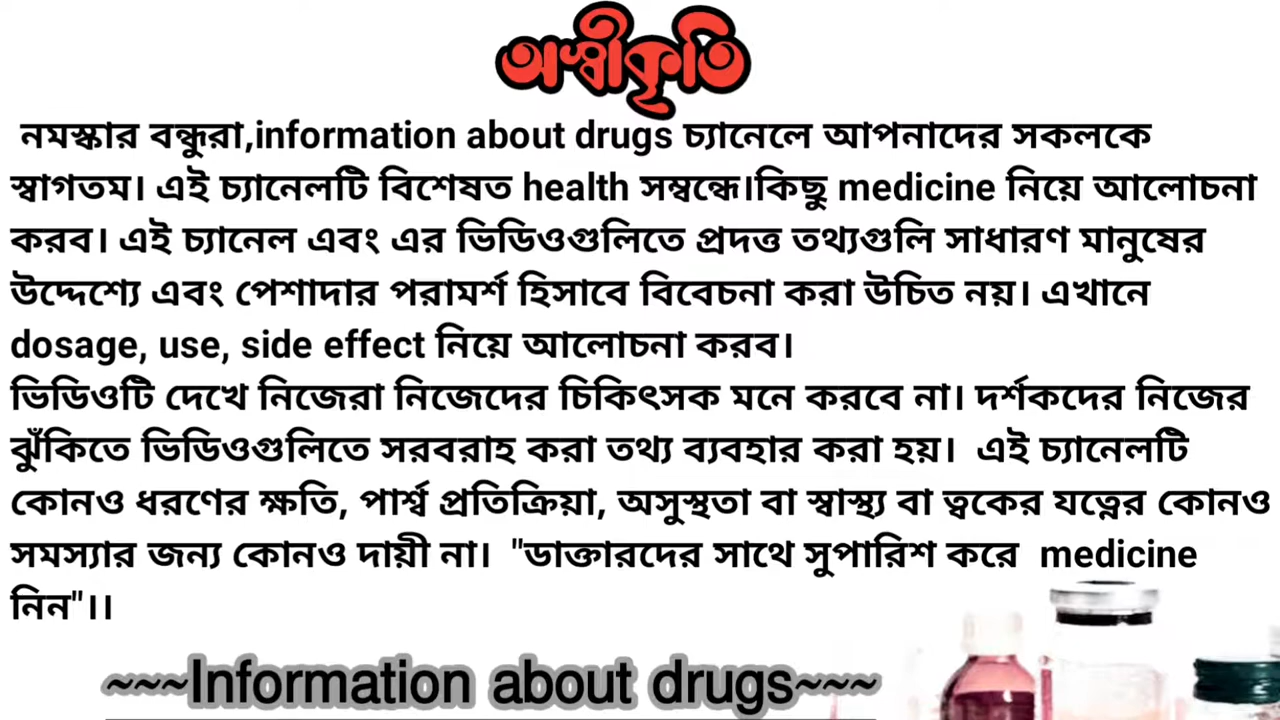 অস্বীকৃতি
নমস্কার বন্ধুরা,information about drugs চ্যানেলে আপনাদের সকলকে
স্বাগতম। এই চ্যানেলটি বিশেষত health সম্বন্ধে।কিছু medicine নিয়ে আলোচনা
করব। এই চ্যানেল এবং এর ভিডিওগুলিতে প্রদত্ত তথ্যগুলি সাধারণ মানুষের
উদ্দেশ্যে এবং পেশাদার পরামর্শ হিসাবে বিবেচনা করা উচিত নয়। এখানে
dosage, use, side effect নিয়ে আলোচনা করব।
ভিডিওটি দেখে নিজেরা নিজেদের চিকিৎসক মনে করবে না। দর্শকদের নিজের
ঝুঁকিতে ভিডিওগুলিতে সরবরাহ করা তথ্য ব্যবহার করা হয়। এই চ্যানেলটি
কোনও ধরণের ক্ষতি, পার্শ্ব প্রতিক্রিয়া, অসুস্থতা বা স্বাস্থ্য বা ত্বকের যত্নের কোনও
সমস্যার জন্য কোনও দায়ী না। "ডাক্তারদের সাথে সুপারিশ করে medicine
নিন"।।
~~~Information about drugs~~~